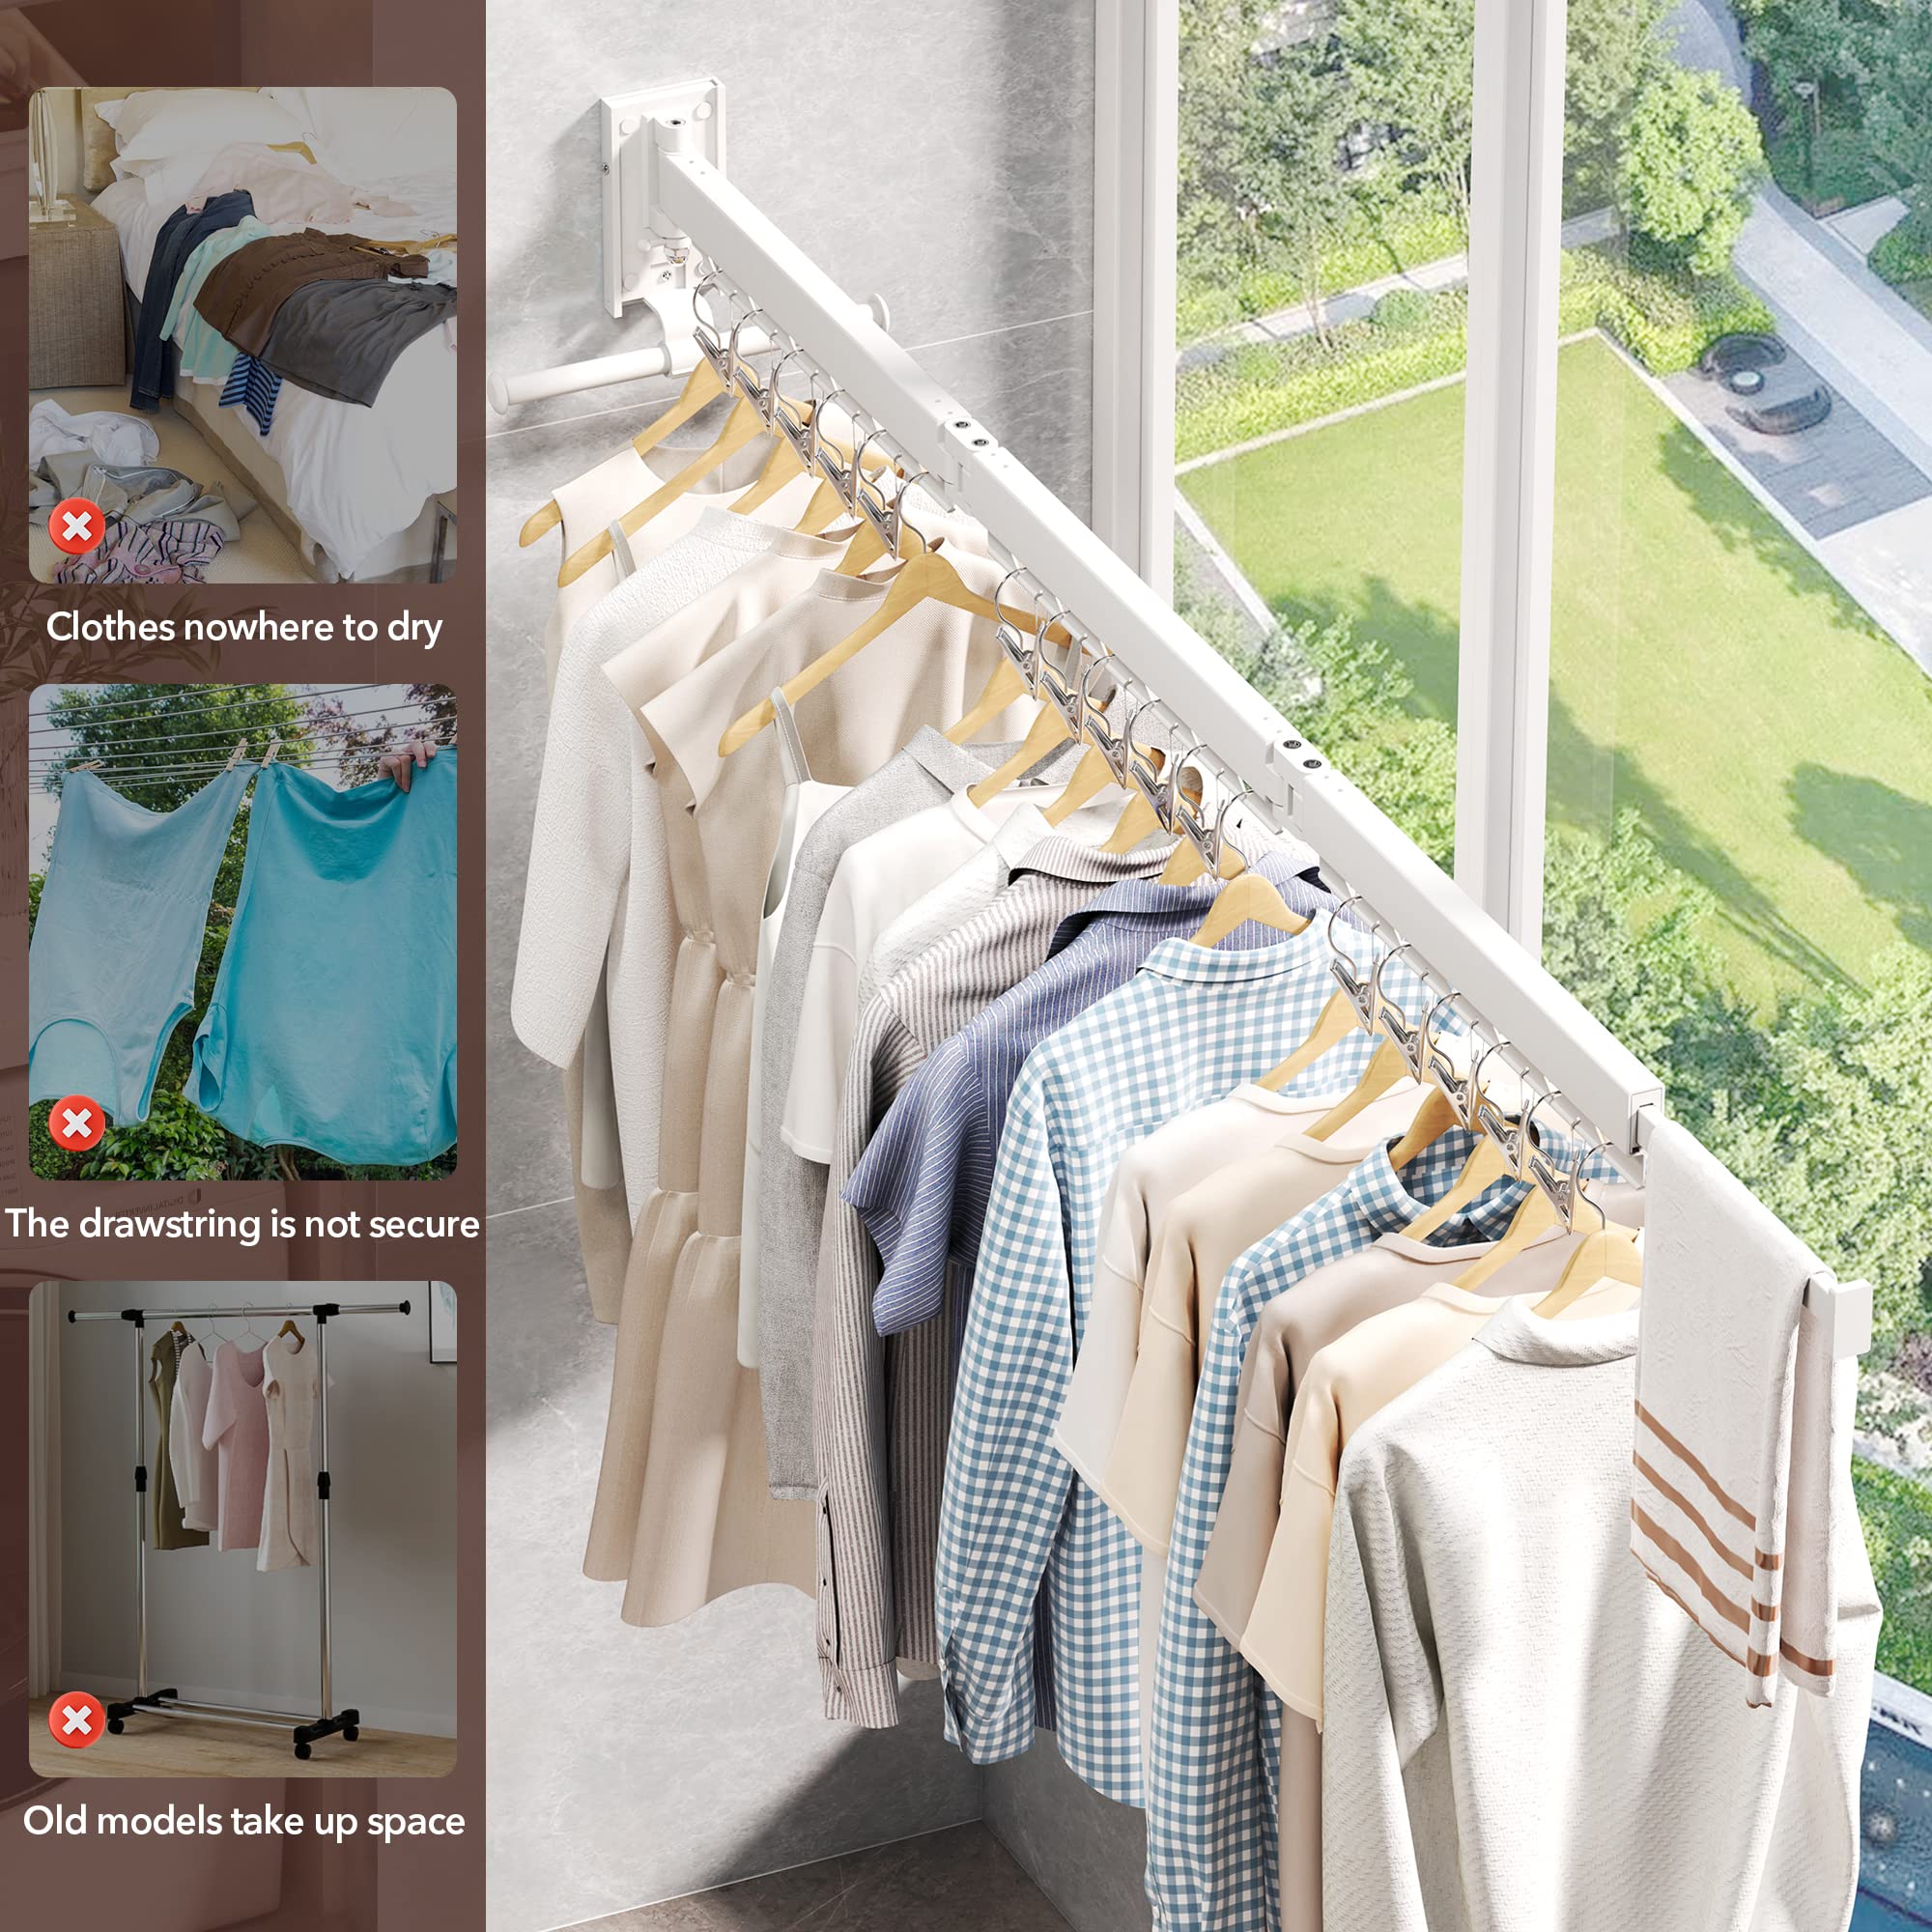 Clothes nowhere to dry
The drawstring is not secure
Old models take up space